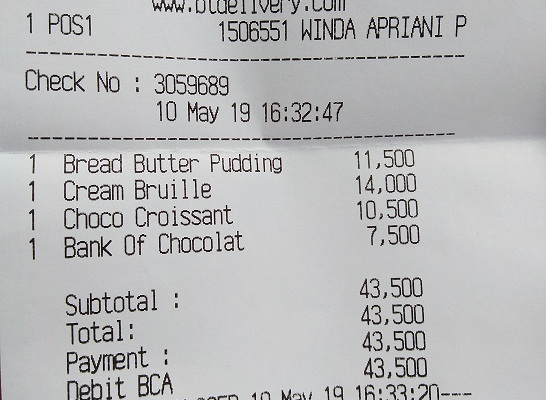 www.btdelivery.com
1 POS1 1506551 WINDA APRIANI P
Check No : 3059689
10 May 19 16:32:47
1 Bread Butter Pudding 11,500
1 Cream Bruille 14,000
1 Choco Croissant 10,500
1 Bank Of Chocolat 7,500
Subtotal : 43,500
Total: 43,500
Payment : 43,500
Debit BCA 43,500
10 May 19 16:33:20---